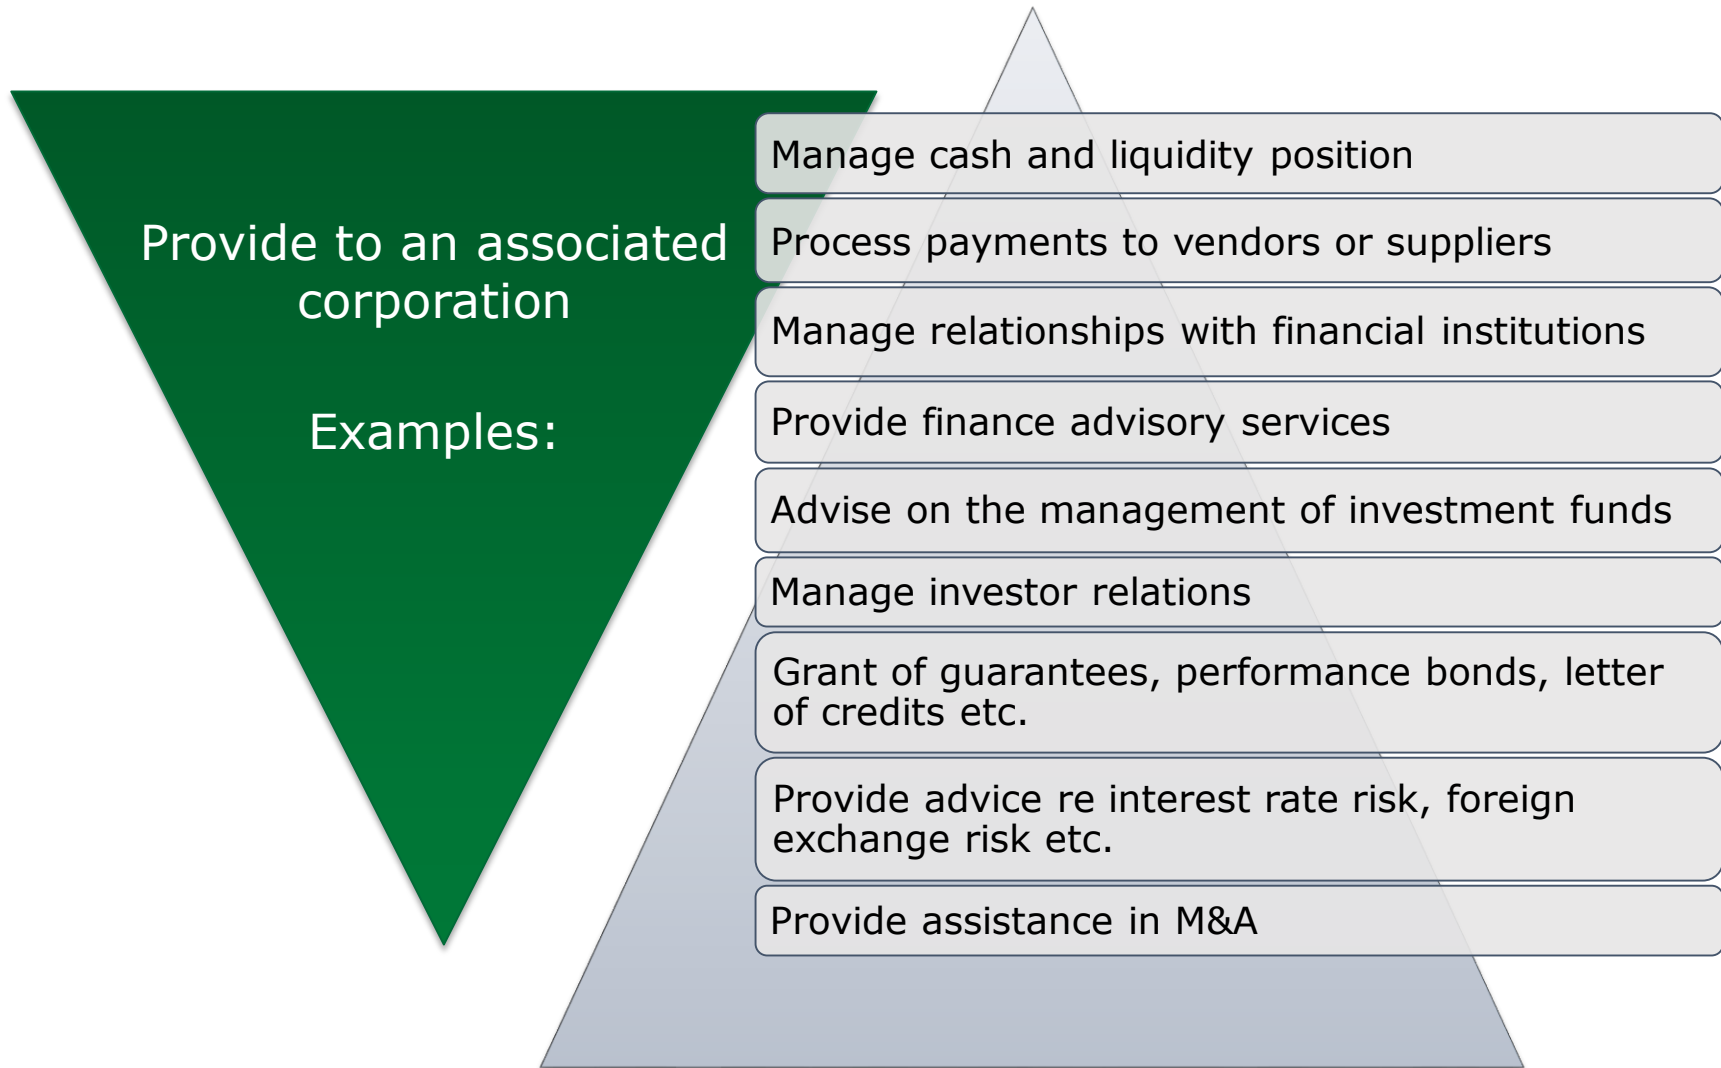 Provide to an associated
corporation
Examples:
Manage cash and liquidity position
Process payments to vendors or suppliers
Manage relationships with financial institutions
Provide finance advisory services
Advise on the management of investment funds
Manage investor relations
Grant of guarantees, performance bonds, letter
of credits etc.
Provide advice re interest rate risk, foreign
exchange risk etc.
Provide assistance in M&A